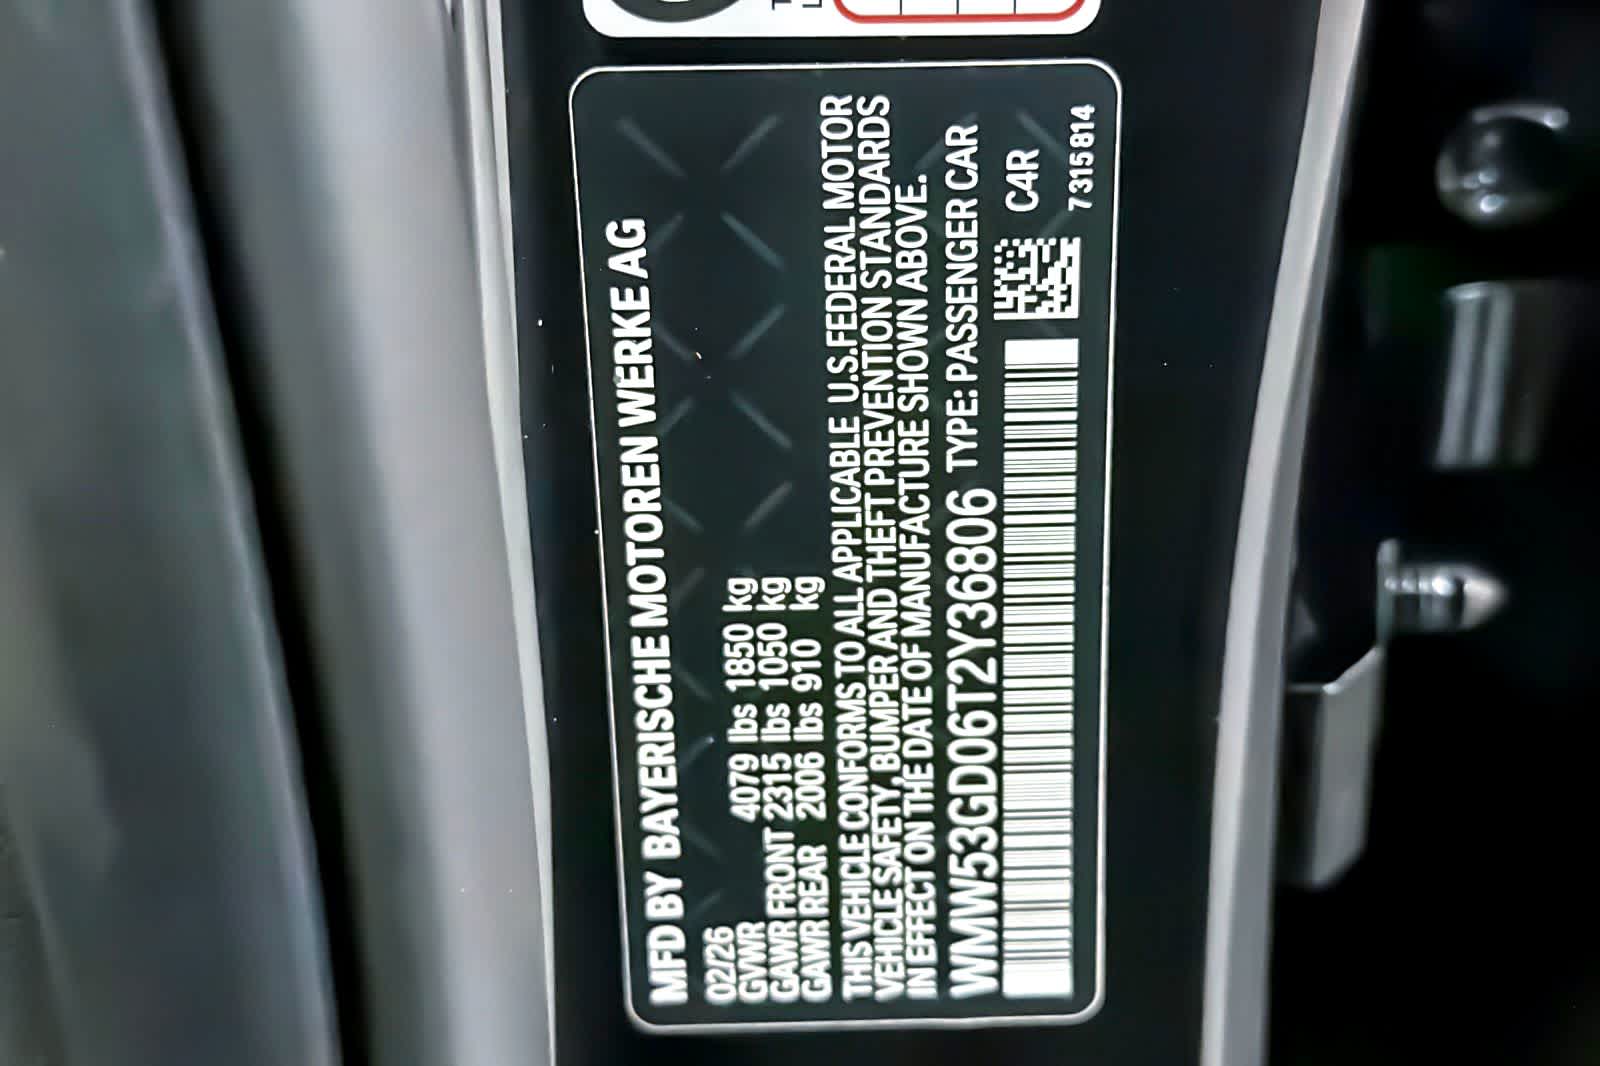 MFD BY BAYERISCHE MOTOREN WERKE AG
02/26
GVWR 4079 lbs 1850 kg
GAWR FRONT 2315 lbs 1050 kg
GAWR REAR 2006 lbs 910 kg
THIS VEHICLE CONFORMS TO ALL APPLICABLE U.S.FEDERAL MOTOR
VEHICLE SAFETY, BUMPER AND THEFT PREVENTION STANDARDS
IN EFFECT ON THE DATE OF MANUFACTURE SHOWN ABOVE.
WMW53GD06T2Y36806 TYPE: PASSENGER CAR
C4R
7315814